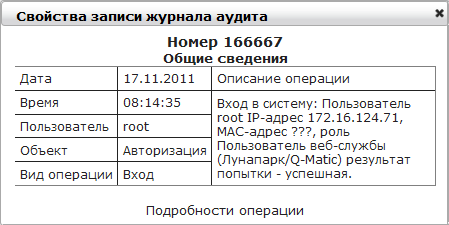 Свойства записи журнала аудита
Номер 166667
Общие сведения
Дата 17.11.2011 Описание операции
Время 08:14:35
Пользователь root
Объект Авторизация
Вид операции Вход
Вход в систему: Пользователь
root IP-адрес 172.16.124.71,
MAC-адрес ???, роль
Пользователь веб-службы
(Лунапарк/Q-Matic) результат
попытки - успешная.
Подробности операции